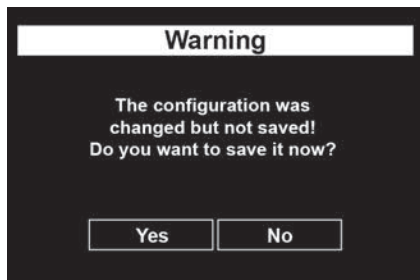 Warning
The configuration was
changed but not saved!
Do you want to save it now?
Yes No